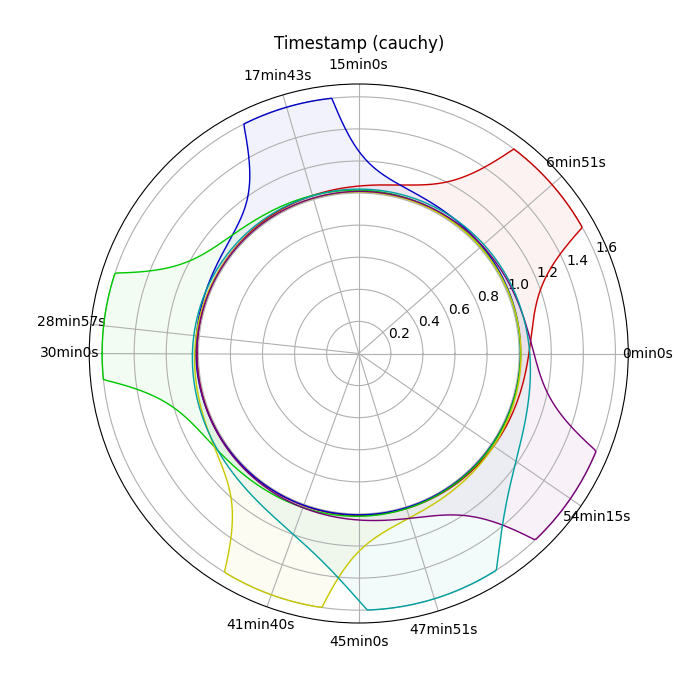 Timestamp (cauchy)
15min0s
17min43s
6min51s
1.6
1.4
1.2
1.0
0.8
0.6
0.4
0.2
28min57s
30min0s
0min0s
54min15s
41min40s
47min51s
45min0s